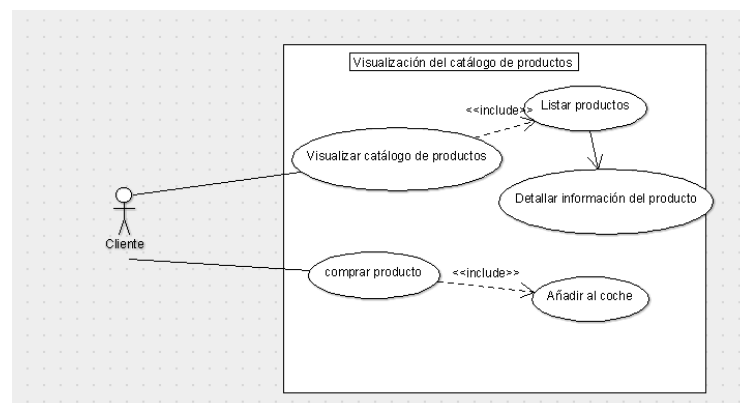 Visualización del catálogo de productos
<<include>>
Listar productos
Visualizar catálogo de productos
Detallar información del producto
Cliente
comprar producto
<<include>>
Añadir al coche